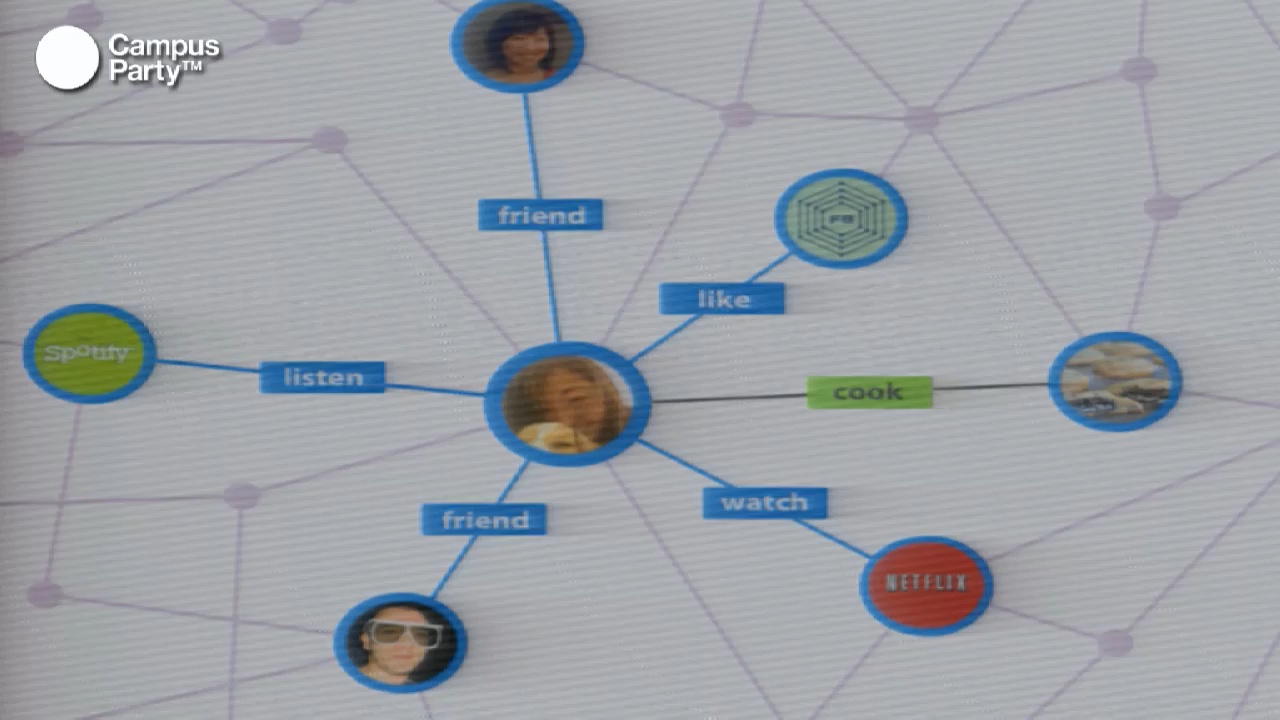 Campus
Party™
friend
like
Spotify
listen
cook
watch
friend
NETFLIX